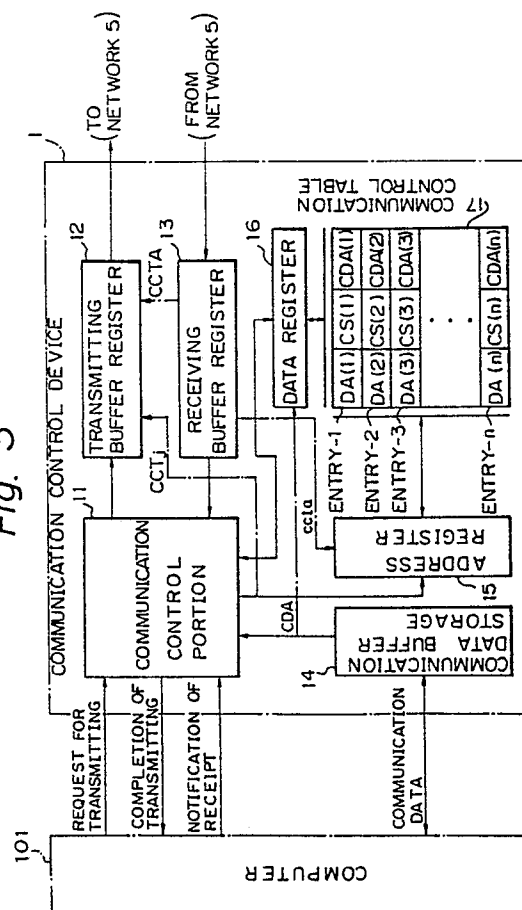 Fig. 3
COMMUNICATION CONTROL DEVICE
1
101
COMPUTER
REQUEST FOR
TRANSMITTING
COMPLETION OF
TRANSMITTING
NOTIFICATION OF
RECEIPT
COMMUNICATION
DATA
11
COMMUNICATION
CONTROL
PORTION
12
TRANSMITTING
BUFFER REGISTER
(TO
NETWORK 5)
CCTj
CCTA
13
RECEIVING
BUFFER REGISTER
(FROM
NETWORK 5)
CDA
ccta
14
COMMUNICATION
DATA BUFFER
STORAGE
15
ADDRESS
REGISTER
16
DATA REGISTER
17 COMMUNICATION
CONTROL TABLE
ENTRY-1 DA(1) CS(1) CDA(1)
ENTRY-2 DA(2) CS(2) CDA(2)
ENTRY-3 DA(3) CS(3) CDA(3)
. . .
ENTRY-n DA(n) CS(n) CDA(n)